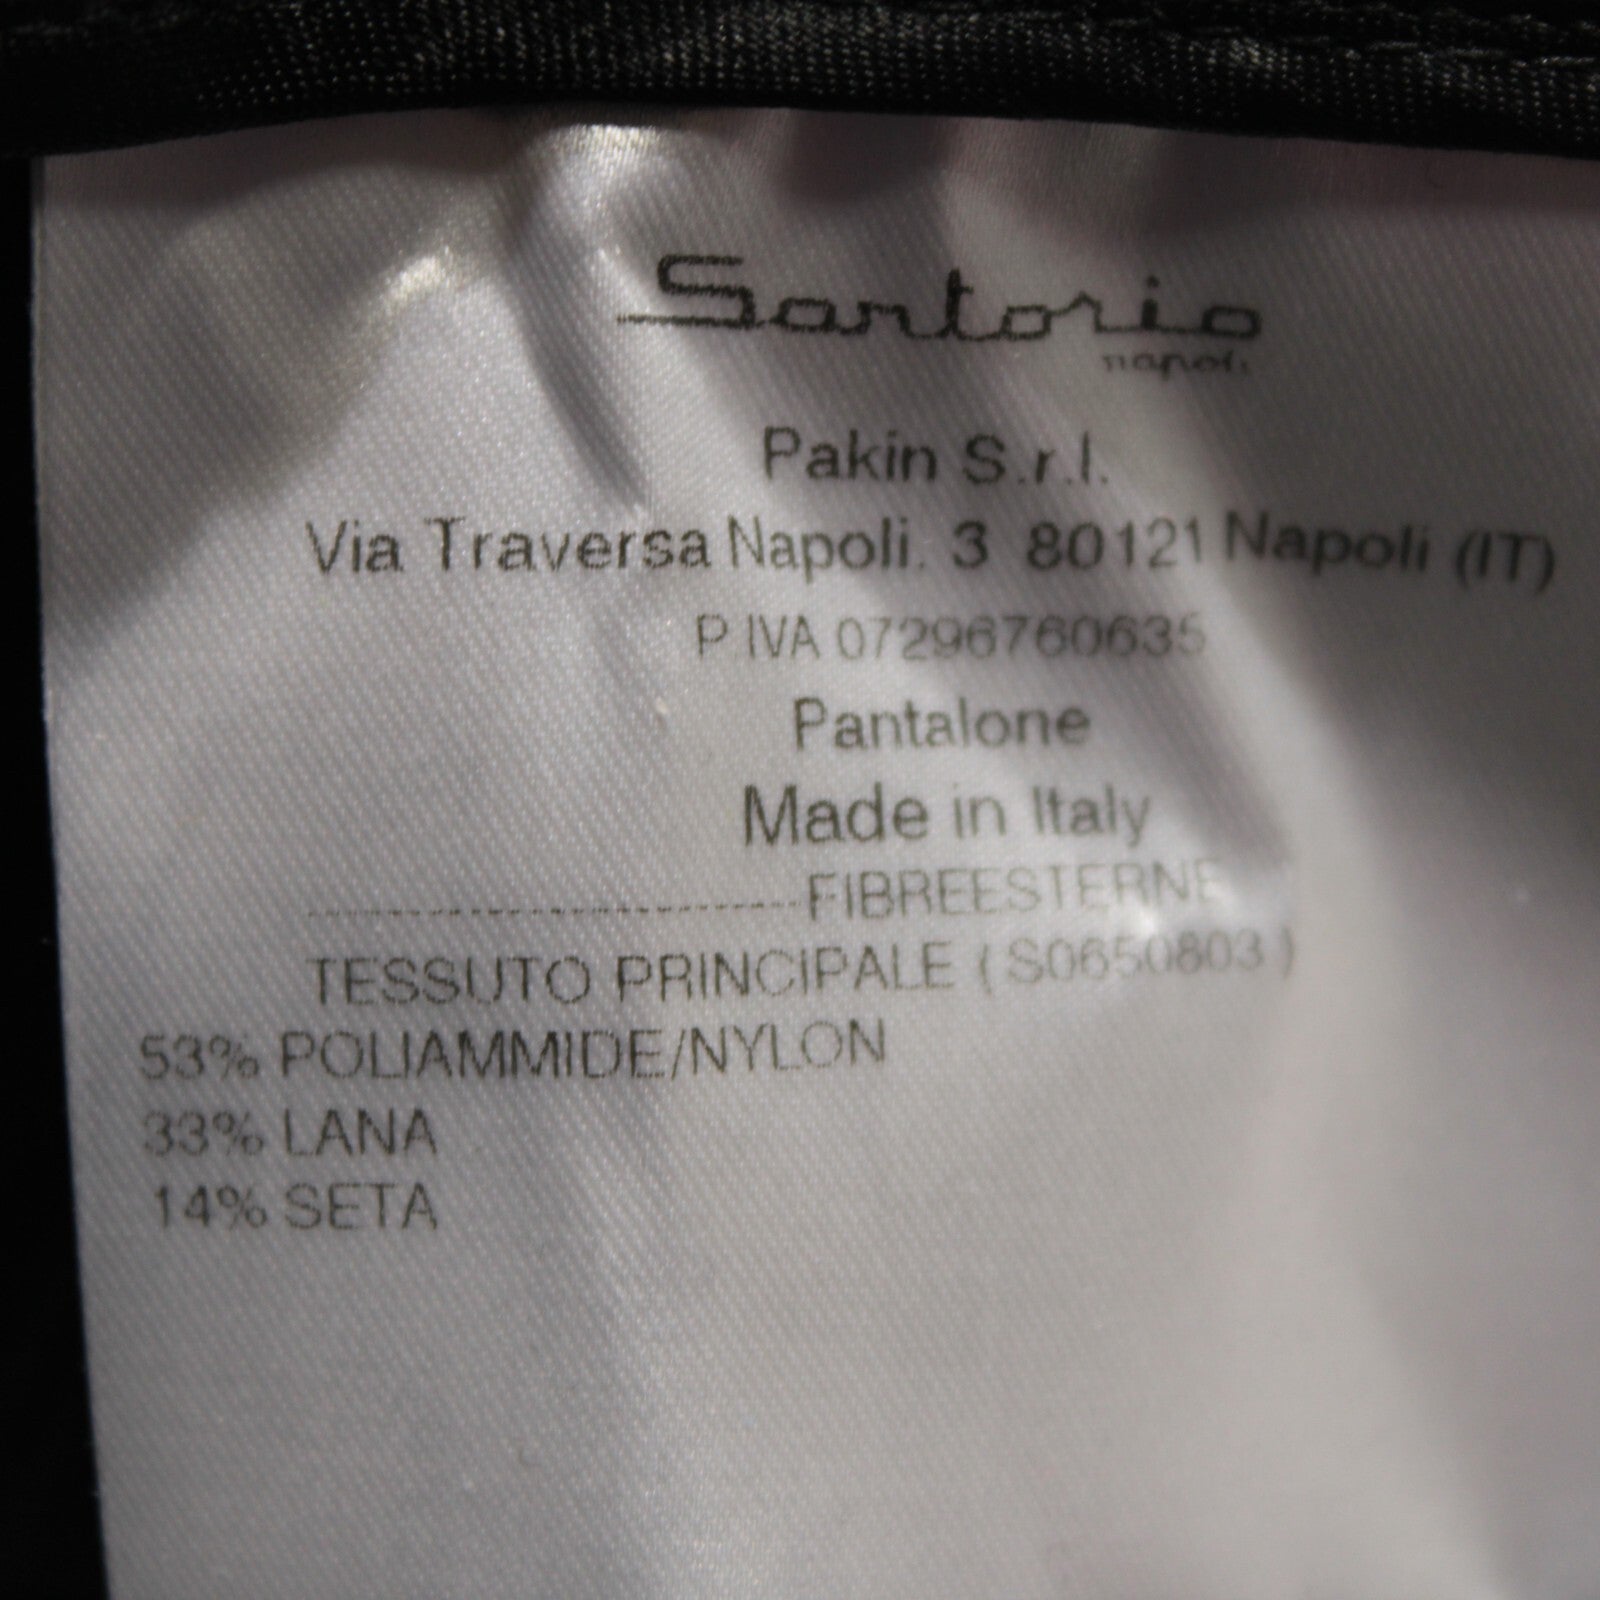 Sartorio
napoli
Pakin S.r.l.
Via Traversa Napoli. 3 80121 Napoli (IT)
P IVA 07296760635
Pantalone
Made in Italy
---------------------------FIBREESTERNE
TESSUTO PRINCIPALE ( S0650803 )
53% POLIAMMIDE/NYLON
33% LANA
14% SETA